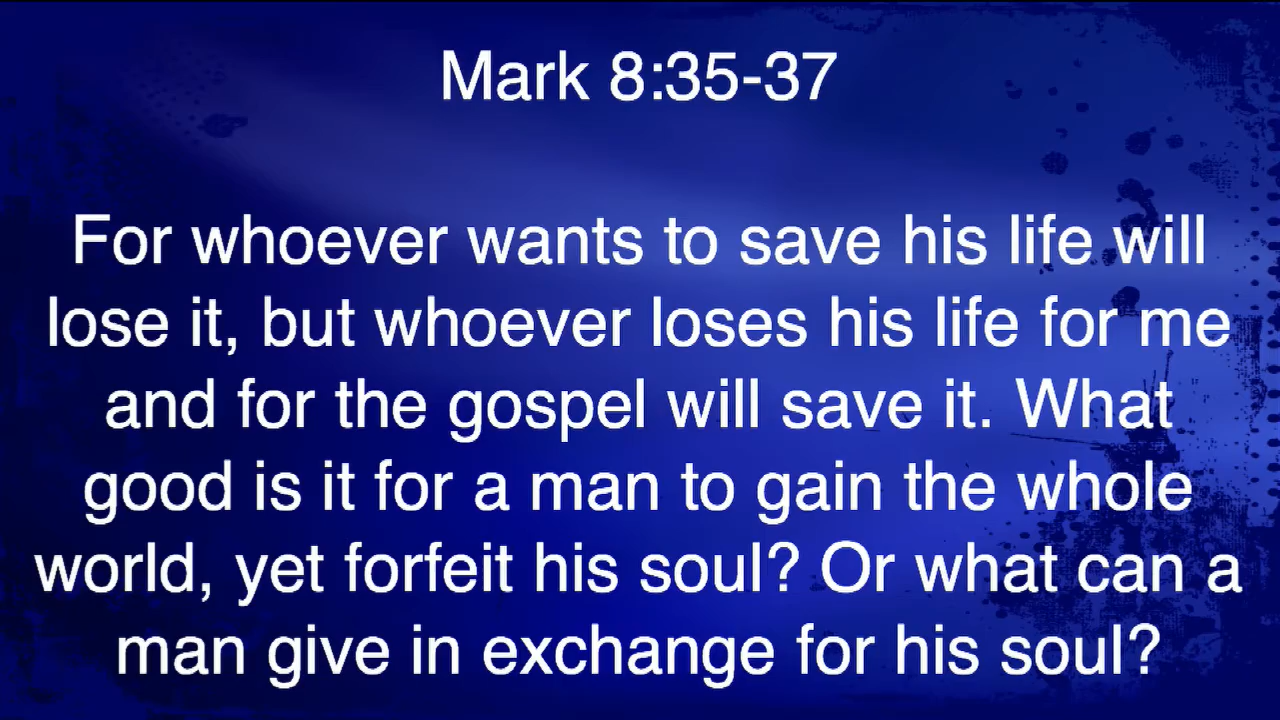 Mark 8:35-37
For whoever wants to save his life will
lose it, but whoever loses his life for me
and for the gospel will save it. What
good is it for a man to gain the whole
world, yet forfeit his soul? Or what can a
man give in exchange for his soul?